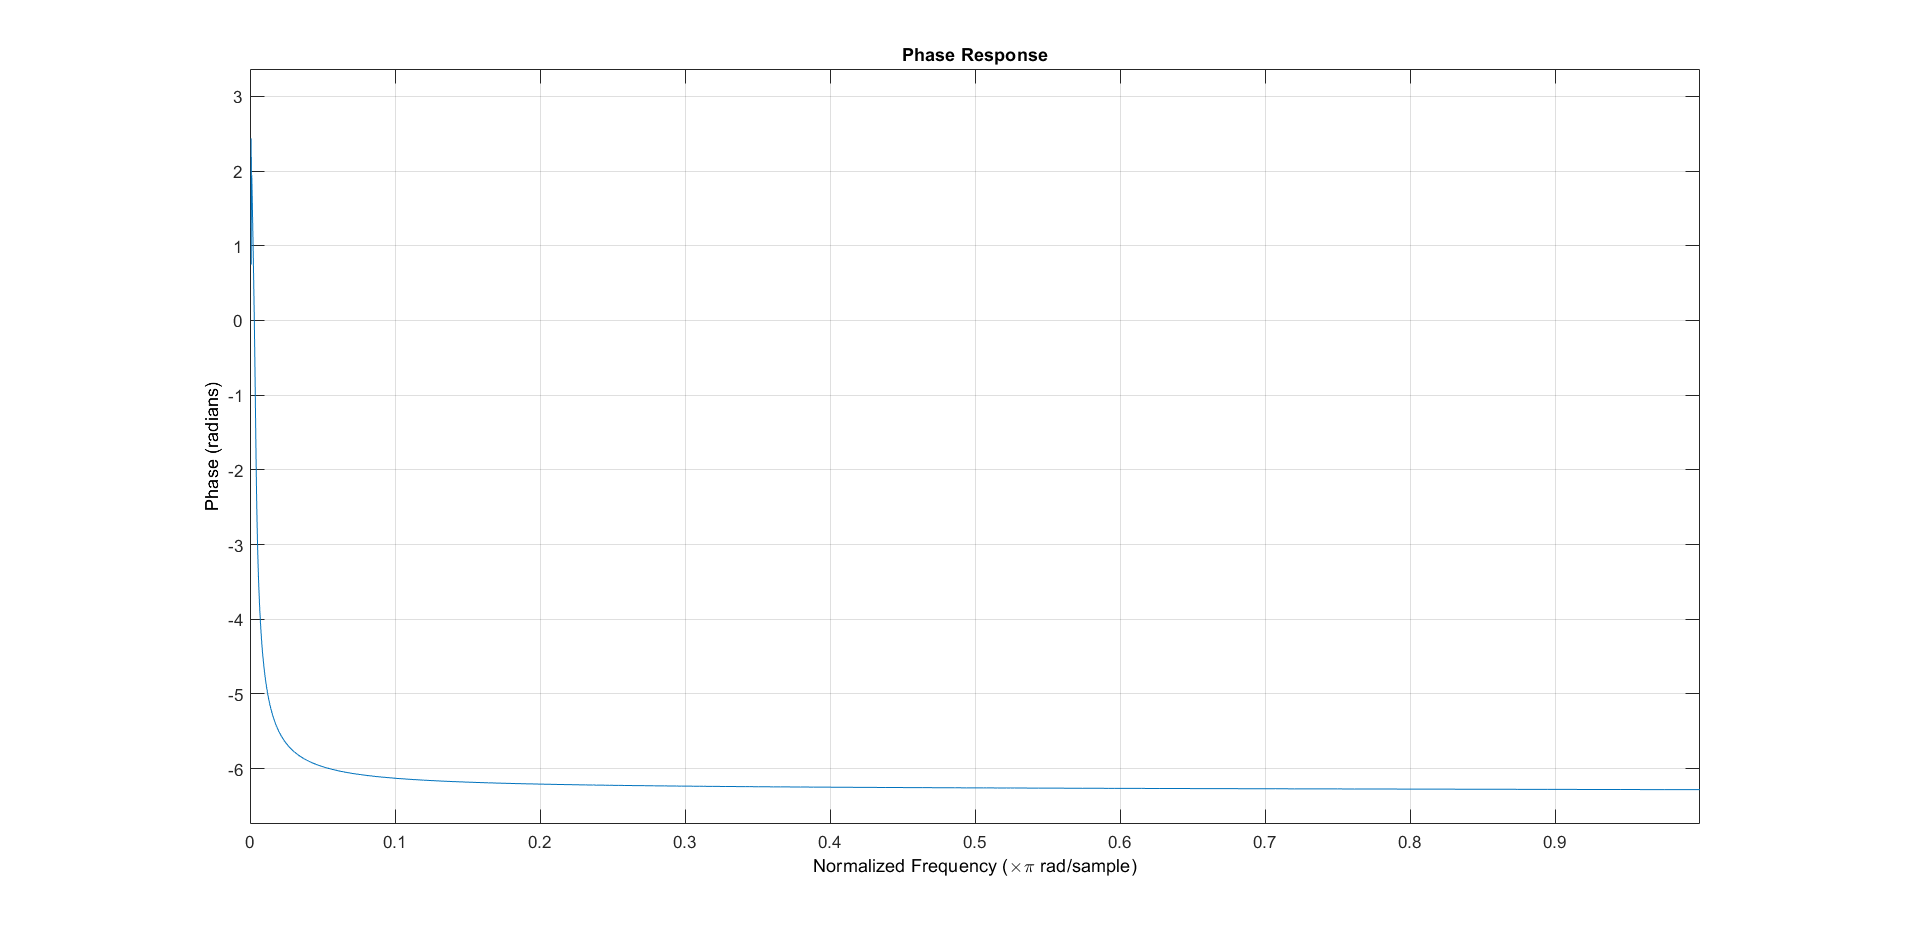 Phase Response
3
2
1
0
-1
-2
-3
-4
-5
-6
Phase (radians)
0 0.1 0.2 0.3 0.4 0.5 0.6 0.7 0.8 0.9
Normalized Frequency (×π rad/sample)